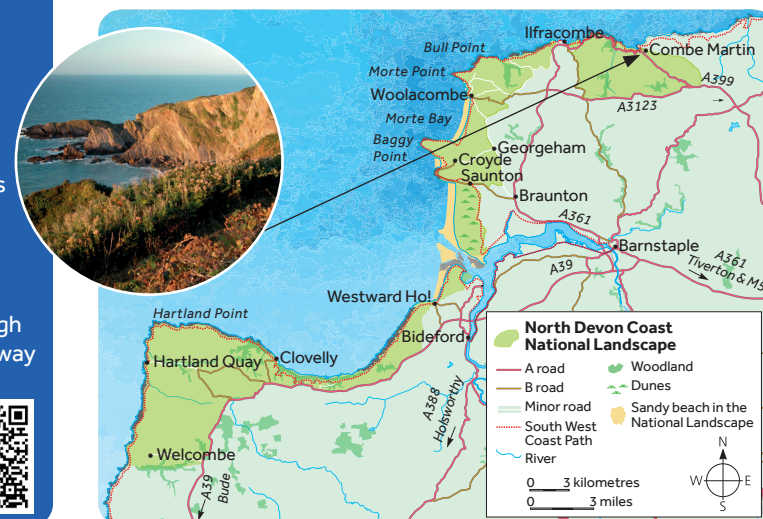 s
gh
way
Ilfracombe
Bull Point
Combe Martin
Morte Point
A399
Woolacombe
A3123
Morte Bay
Baggy
Point
Georgeham
Croyde
Saunton
Braunton
A361
Barnstaple
A361
Tiverton & M5
A39
Westward Ho!
Hartland Point
Bideford
Hartland Quay
Clovelly
A388
Holsworthy
Welcombe
A39
Bude
North Devon Coast
National Landscape
A road
B road
Minor road
South West
Coast Path
River
Woodland
Dunes
Sandy beach in the
National Landscape
0 3 kilometres
0 3 miles
N
W E
S